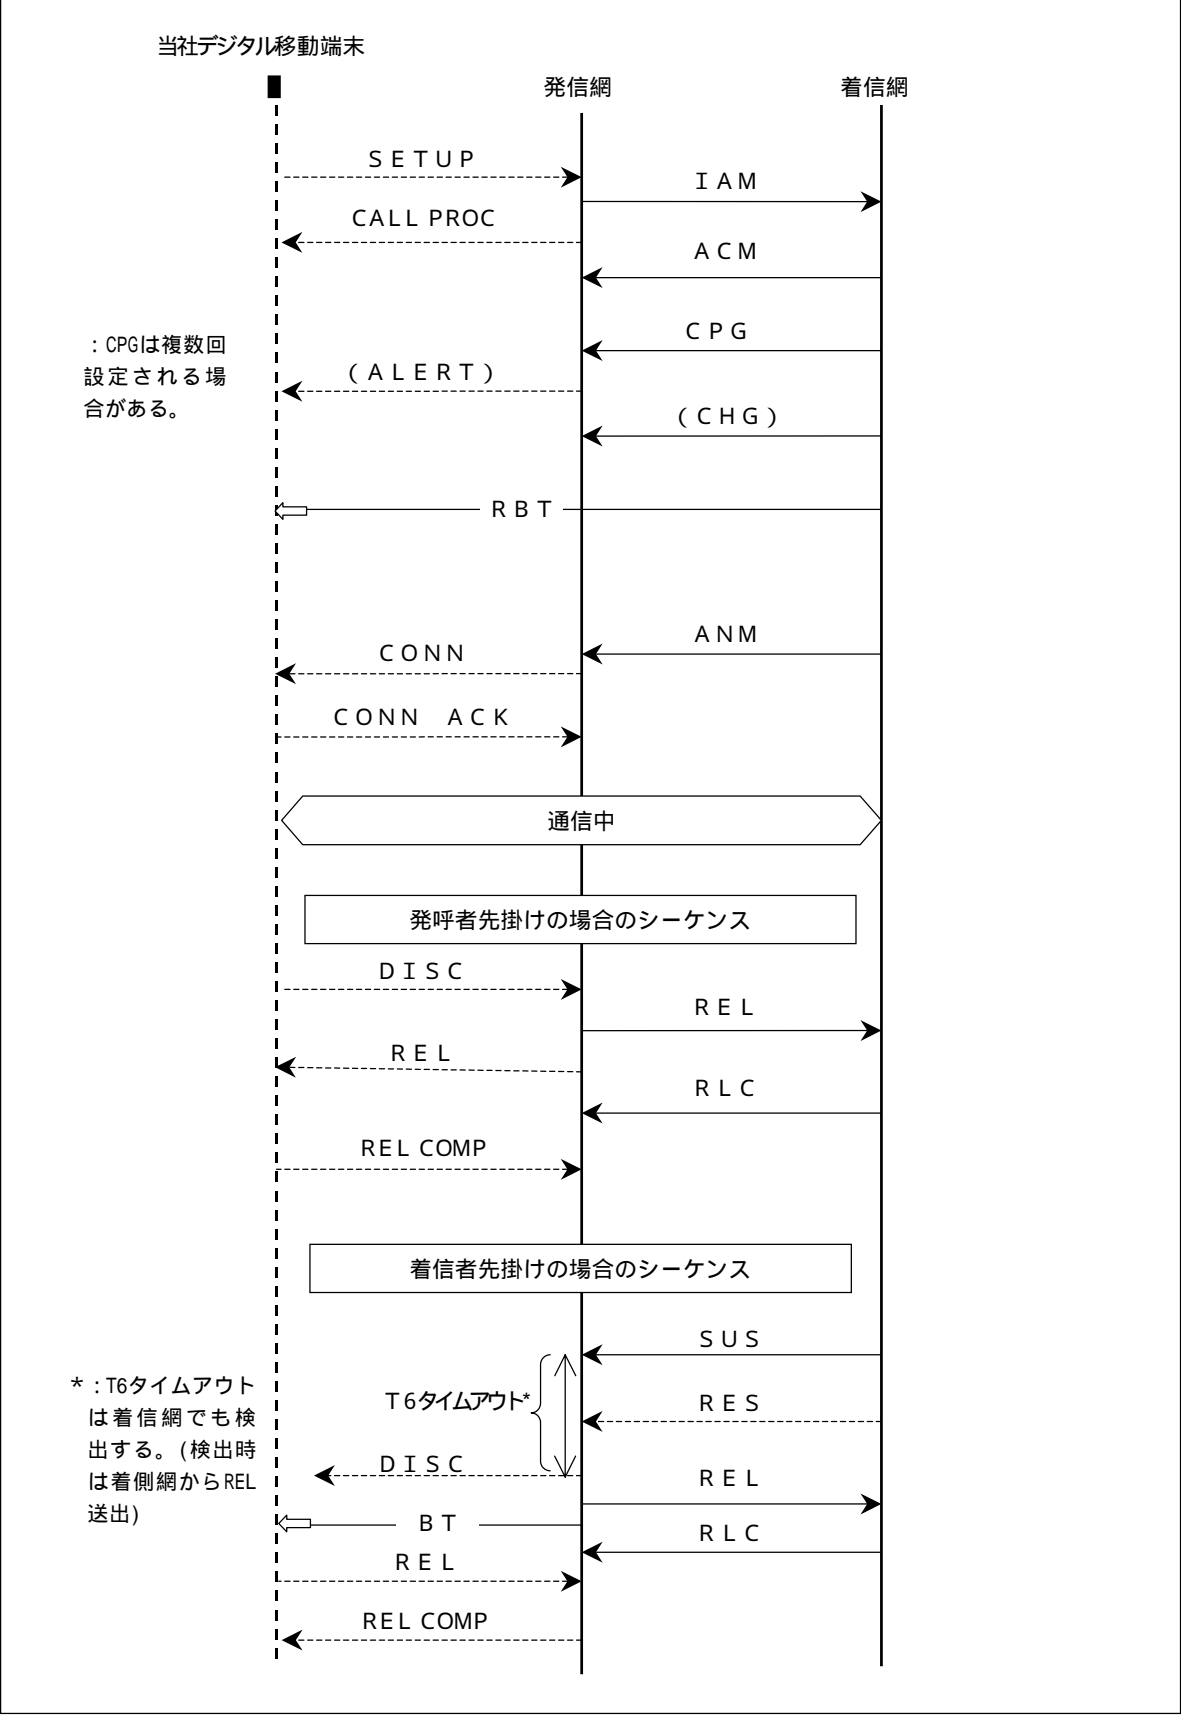 当社デジタル移動端末
発信網
着信網
SETUP
IAM
CALL PROC
ACM
CPG
：CPGは複数回
設定される場
合がある。
(ALERT)
(CHG)
RBT
ANM
CONN
CONN ACK
通信中
発呼者先掛けの場合のシーケンス
DISC
REL
REL
RLC
REL COMP
着信者先掛けの場合のシーケンス
SUS
＊：T6タイムアウト
は着信網でも検
出する。(検出時
は着側網からREL
送出)
T6タイムアウト*
RES
DISC
REL
BT
RLC
REL
REL COMP